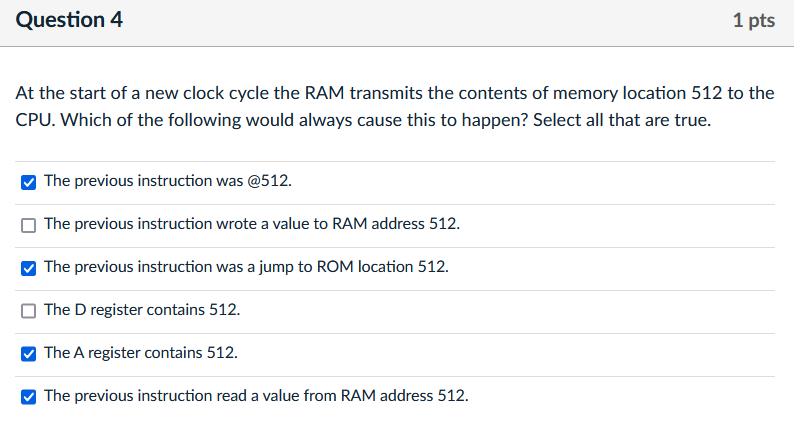 Question 4
1 pts
At the start of a new clock cycle the RAM transmits the contents of memory location 512 to the
CPU. Which of the following would always cause this to happen? Select all that are true.
The previous instruction was @512.
The previous instruction wrote a value to RAM address 512.
The previous instruction was a jump to ROM location 512.
The D register contains 512.
The A register contains 512.
The previous instruction read a value from RAM address 512.